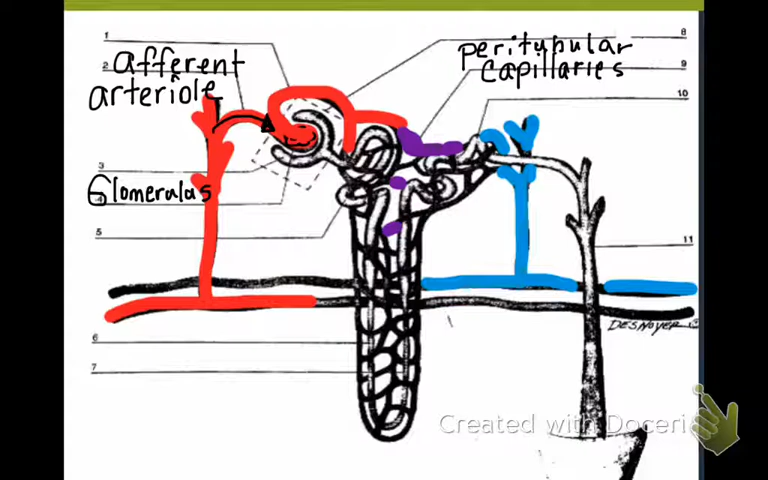 1
8
peritubular
2
afferent
capillaries
9
arteriole
10
3
Glomerulas
4
5
11
DESNOYER
6
7
Created with Doceri